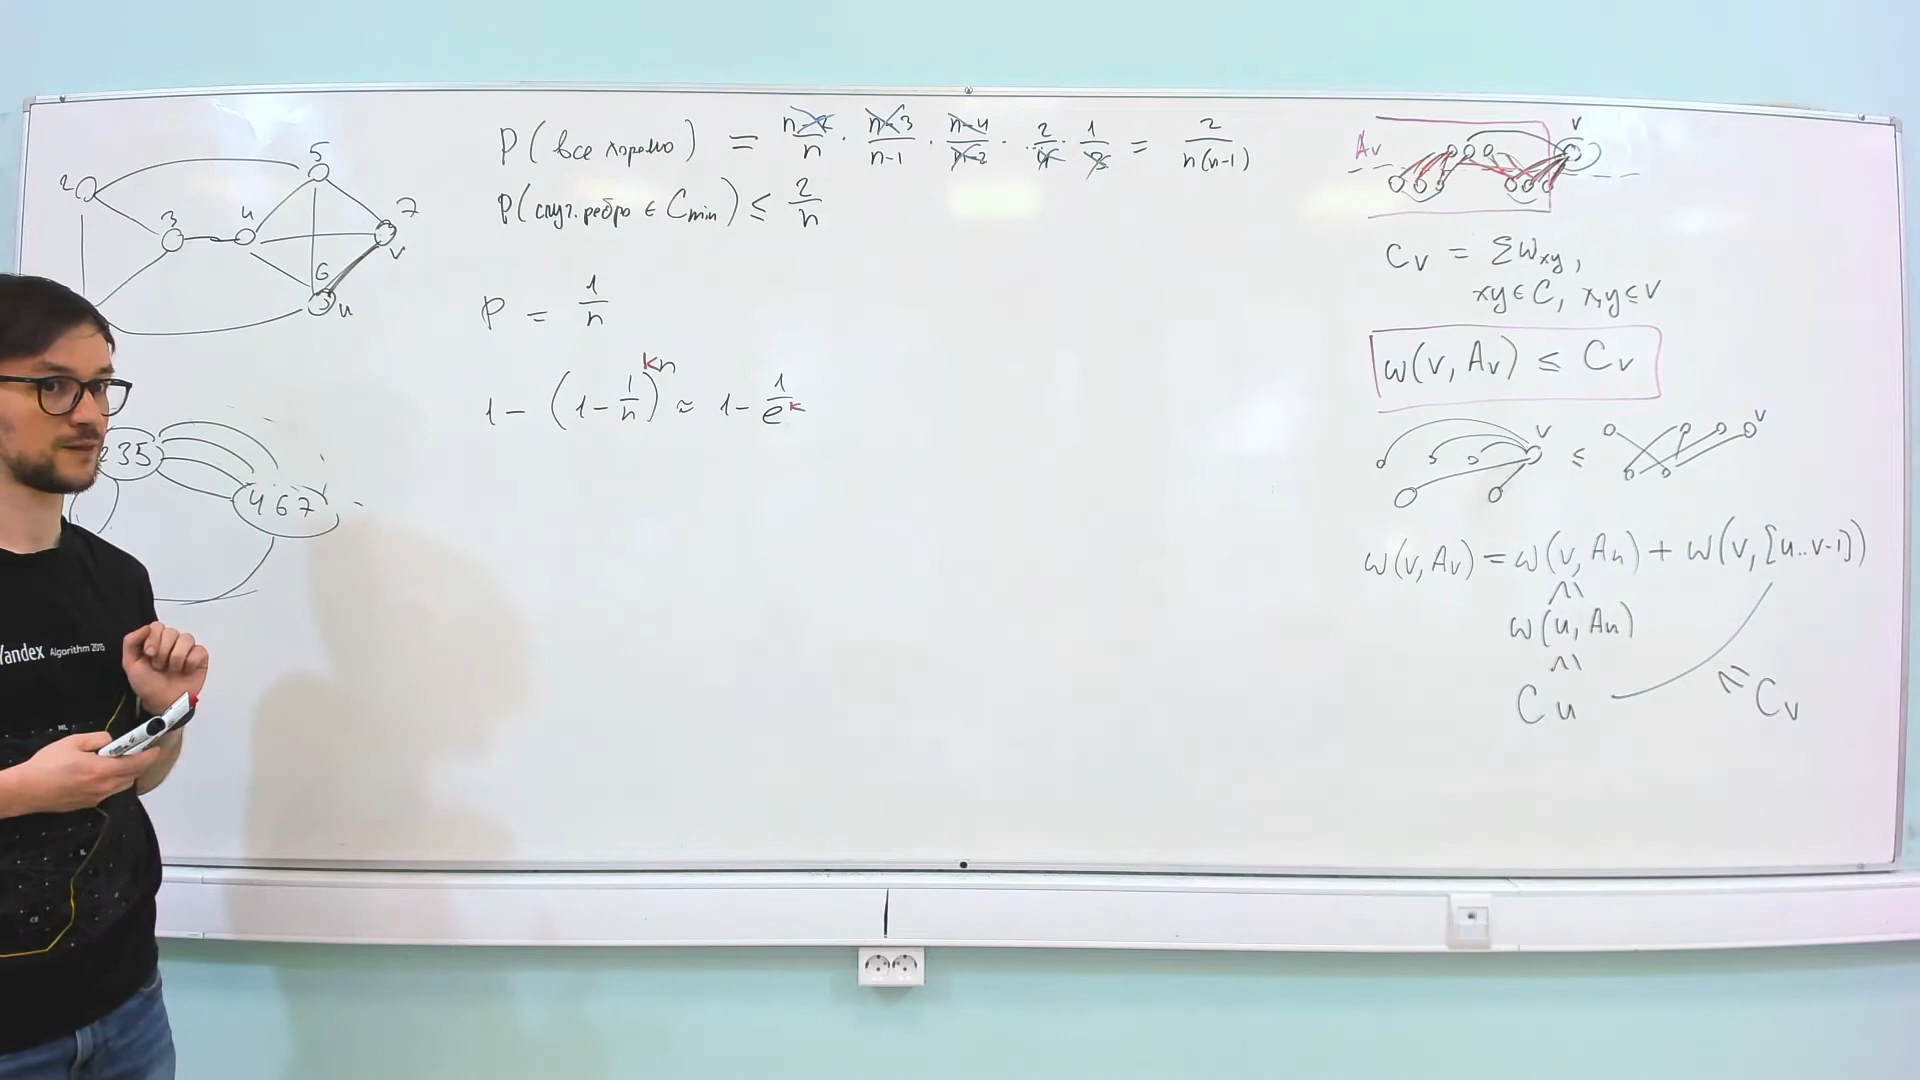 2
5
3
4
7
v
6
u
235
467
P(все хорошо) = n-2/n · n-3/n-1 · n-4/n-2 · · 2/4 · 1/3 = 2/n(n-1)
P(случ. ребро ∈ Cmin) ≤ 2/n
P = 1/n
1 - (1 - 1/n)^kn ≈ 1 - 1/e^k
Av
v
Cv = Σwxy,
xy∈C, x,y≤v
w(v, Av) ≤ Cv
v ≤ v
w(v, Av) = w(v, Au) + w(v, [u..v-1])
w(u, Au)
Cu
≤ Cv
Yandex Algorithm